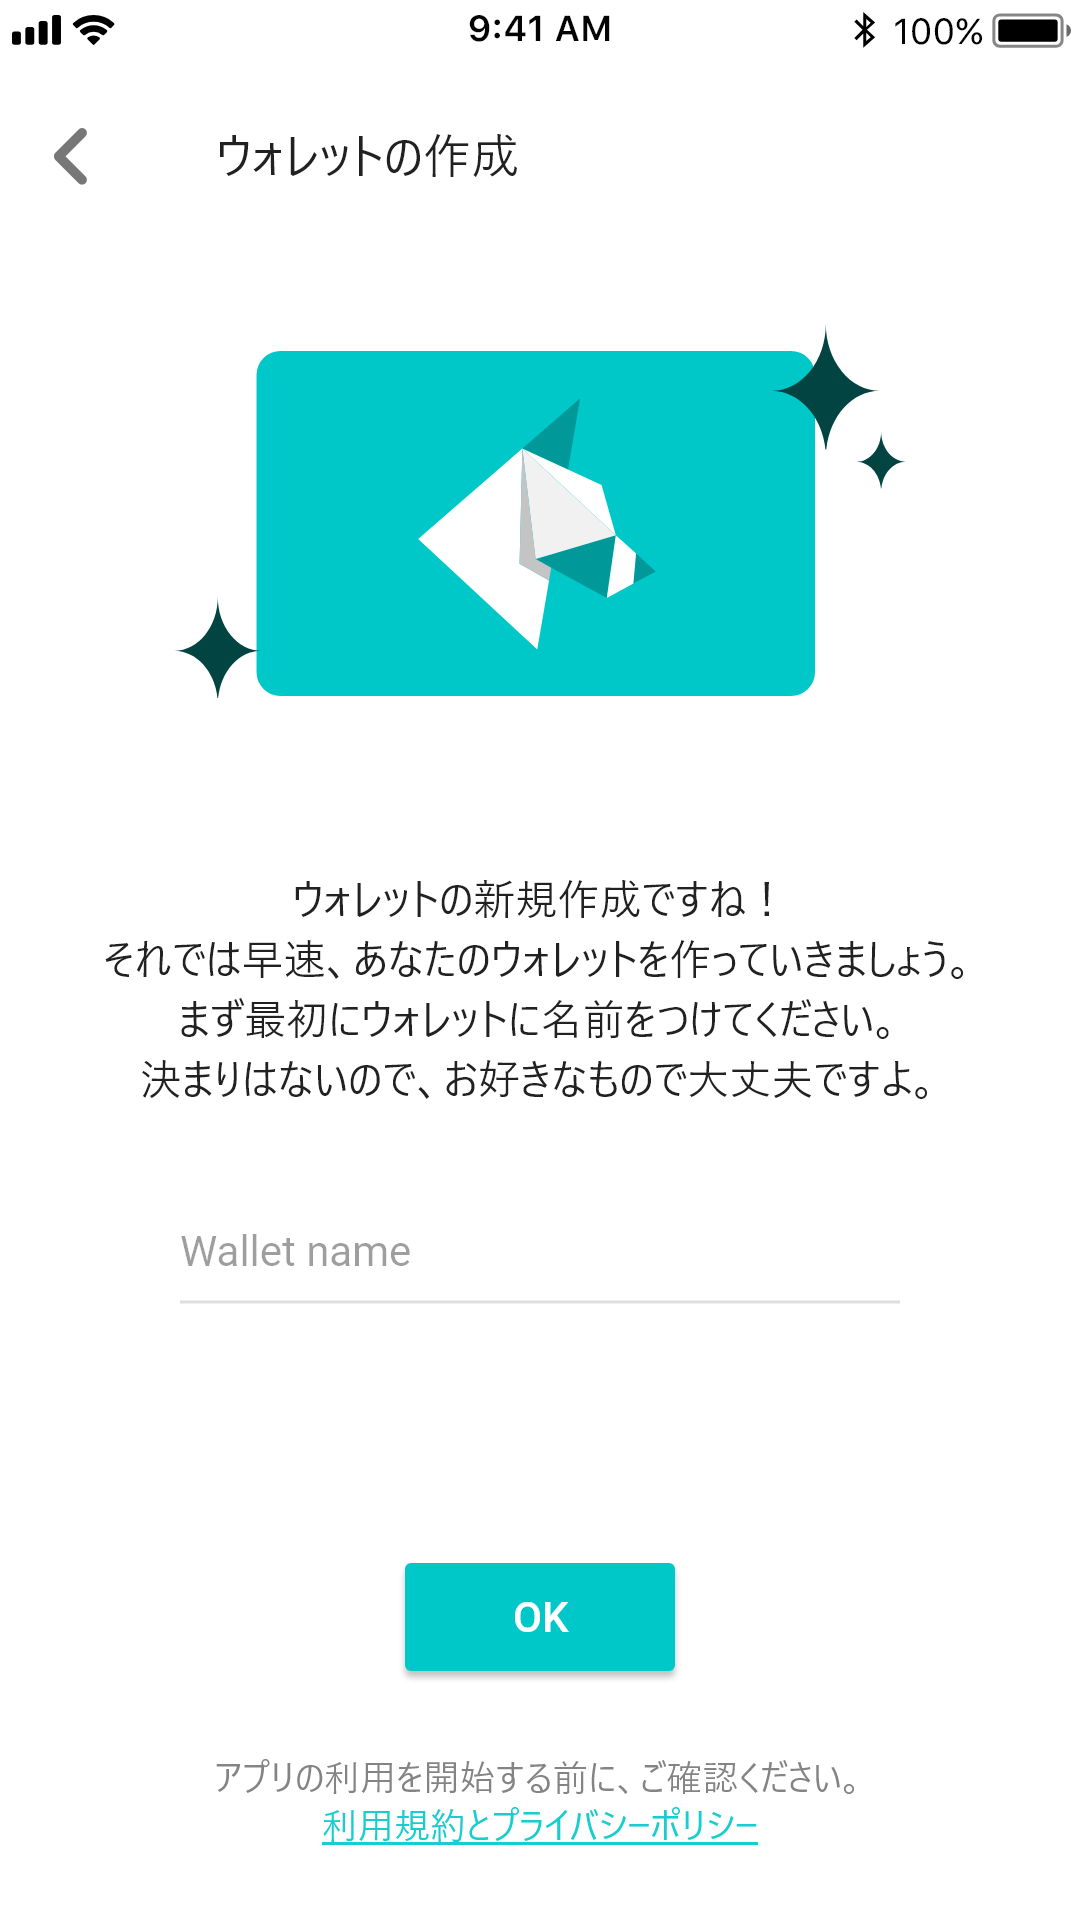 9:41 AM
100%
ウォレットの作成
ウォレットの新規作成ですね！
それでは早速、あなたのウォレットを作っていきましょう。
まず最初にウォレットに名前をつけてください。
決まりはないので、お好きなもので大丈夫ですよ。
Wallet name
OK
アプリの利用を開始する前に、ご確認ください。
利用規約とプライバシーポリシー